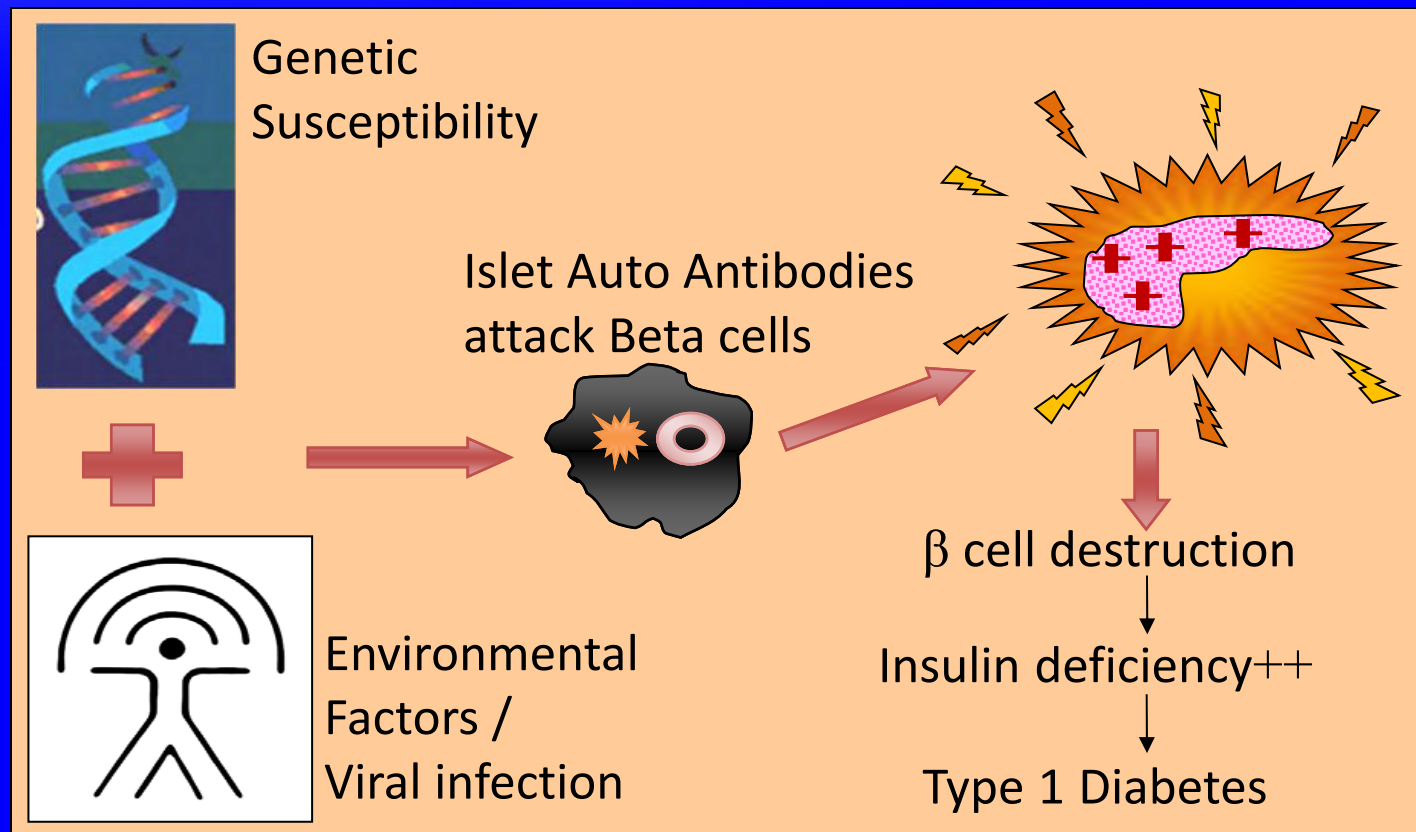 Genetic
Susceptibility
Islet Auto Antibodies
attack Beta cells
Environmental
Factors /
Viral infection
β cell destruction
Insulin deficiency++
Type 1 Diabetes